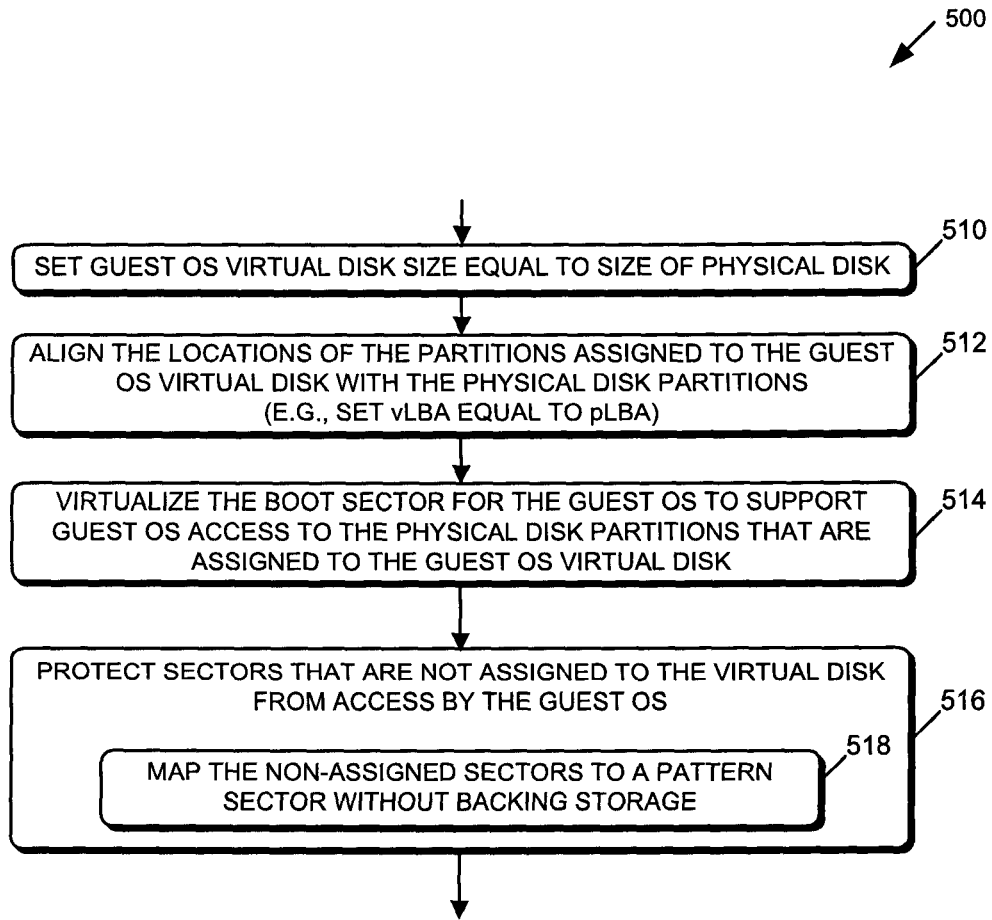 500
510
SET GUEST OS VIRTUAL DISK SIZE EQUAL TO SIZE OF PHYSICAL DISK
512
ALIGN THE LOCATIONS OF THE PARTITIONS ASSIGNED TO THE GUEST
OS VIRTUAL DISK WITH THE PHYSICAL DISK PARTITIONS
(E.G., SET vLBA EQUAL TO pLBA)
514
VIRTUALIZE THE BOOT SECTOR FOR THE GUEST OS TO SUPPORT
GUEST OS ACCESS TO THE PHYSICAL DISK PARTITIONS THAT ARE
ASSIGNED TO THE GUEST OS VIRTUAL DISK
516
PROTECT SECTORS THAT ARE NOT ASSIGNED TO THE VIRTUAL DISK
FROM ACCESS BY THE GUEST OS
518
MAP THE NON-ASSIGNED SECTORS TO A PATTERN
SECTOR WITHOUT BACKING STORAGE